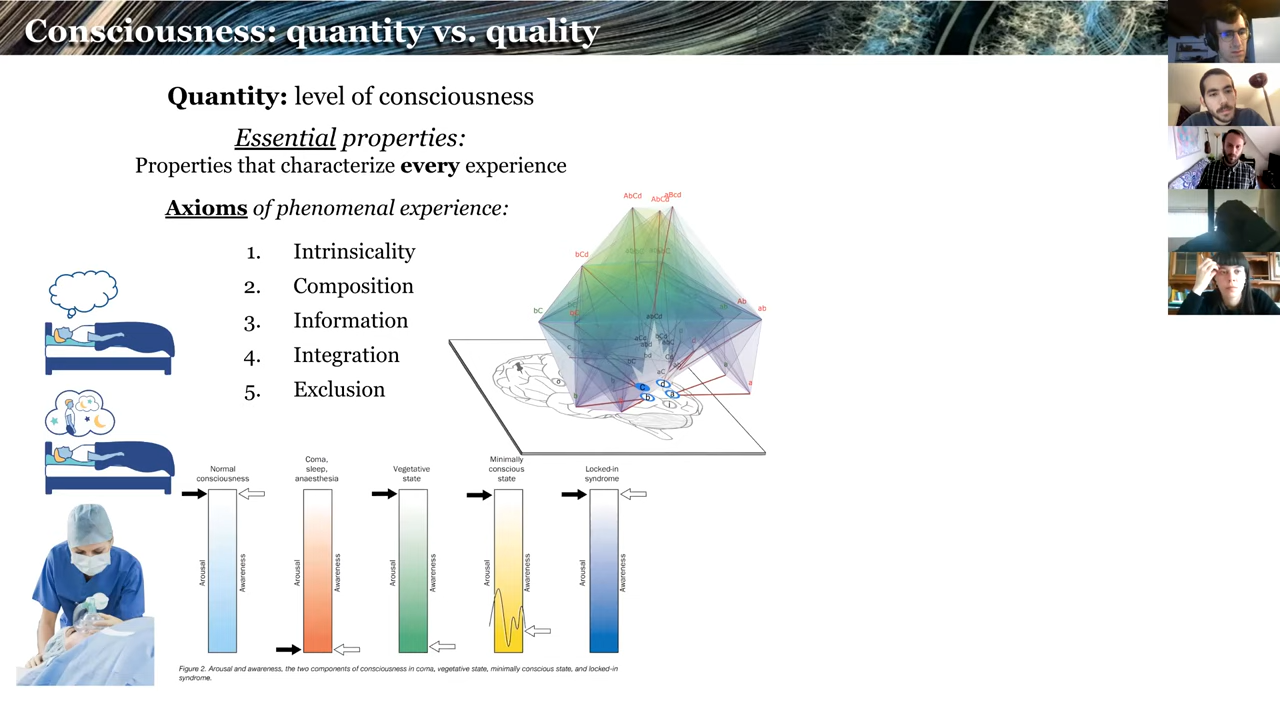 Consciousness: quantity vs. quality
Quantity: level of consciousness
Essential properties:
Properties that characterize every experience
Axioms of phenomenal experience:
1. Intrinsicality
2. Composition
3. Information
4. Integration
5. Exclusion
AbCd
aBcd
bCd
bC
Ab
ab
abCd
aC
a
c
d
b
a
Normal
consciousness
Coma,
sleep,
anaesthesia
Vegetative
state
Minimally
conscious
state
Locked-in
syndrome
Arousal
Awareness
Arousal
Awareness
Arousal
Awareness
Arousal
Awareness
Arousal
Awareness
Figure 2. Arousal and awareness, the two components of consciousness in coma, vegetative state, minimally conscious state, and locked-in
syndrome.